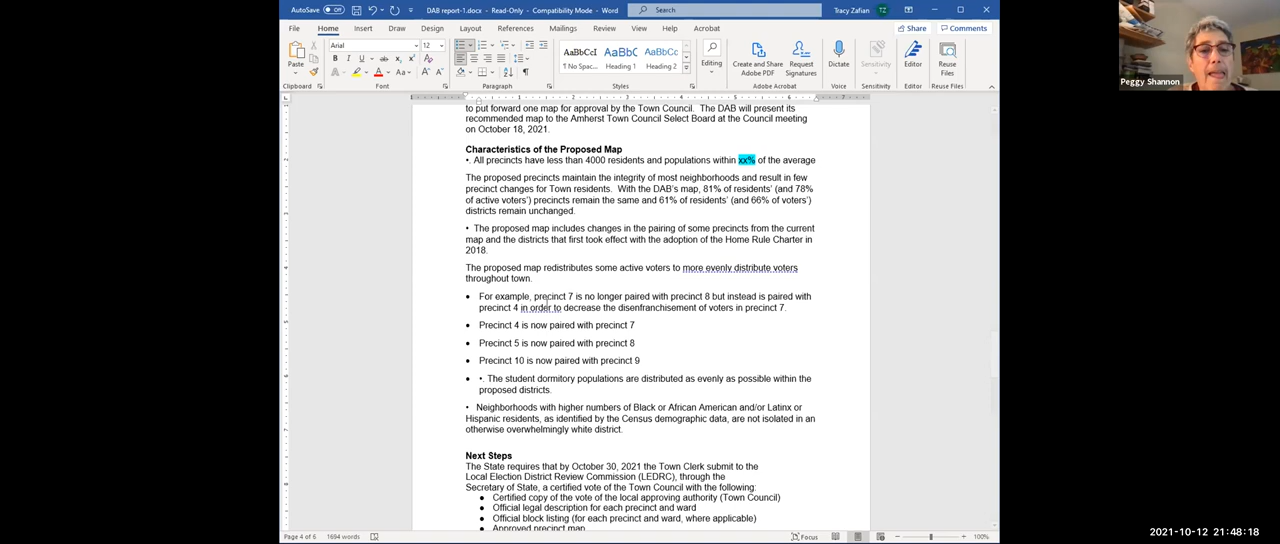 AutoSave Off DAB report-1.docx - Read-Only - Compatibility Mode - Word Search Tracy Zafian TZ
File Home Insert Draw Design Layout References Mailings Review View Help Acrobat Share Comments
Paste Arial 12 Editing Create and Share Adobe PDF Request Signatures Dictate Sensitivity Editor Reuse Files
AaBbCcI AaBbC AaBbCc
¶ No Spac... Heading 1 Heading 2
Clipboard Font Paragraph Styles Adobe Acrobat Voice Sensitivity Editor Reuse Files
Peggy Shannon
to put forward one map for approval by the Town Council. The DAB will present its
recommended map to the Amherst Town Council Select Board at the Council meeting
on October 18, 2021.
Characteristics of the Proposed Map
•. All precincts have less than 4000 residents and populations within xx% of the average
The proposed precincts maintain the integrity of most neighborhoods and result in few
precinct changes for Town residents. With the DAB's map, 81% of residents' (and 78%
of active voters') precincts remain the same and 61% of residents' (and 66% of voters')
districts remain unchanged.
• The proposed map includes changes in the pairing of some precincts from the current
map and the districts that first took effect with the adoption of the Home Rule Charter in
2018.
The proposed map redistributes some active voters to more evenly distribute voters
throughout town.
• For example, precinct 7 is no longer paired with precinct 8 but instead is paired with
precinct 4 in order to decrease the disenfranchisement of voters in precinct 7.
• Precinct 4 is now paired with precinct 7
• Precinct 5 is now paired with precinct 8
• Precinct 10 is now paired with precinct 9
• •. The student dormitory populations are distributed as evenly as possible within the
proposed districts.
• Neighborhoods with higher numbers of Black or African American and/or Latinx or
Hispanic residents, as identified by the Census demographic data, are not isolated in an
otherwise overwhelmingly white district.
Next Steps
The State requires that by October 30, 2021 the Town Clerk submit to the
Local Election District Review Commission (LEDRC), through the
Secretary of State, a certified vote of the Town Council with the following:
● Certified copy of the vote of the local approving authority (Town Council)
● Official legal description for each precinct and ward
● Official block listing (for each precinct and ward, where applicable)
● Approved precinct map
Page 4 of 6 1694 words Focus 100%
2021-10-12 21:48:18